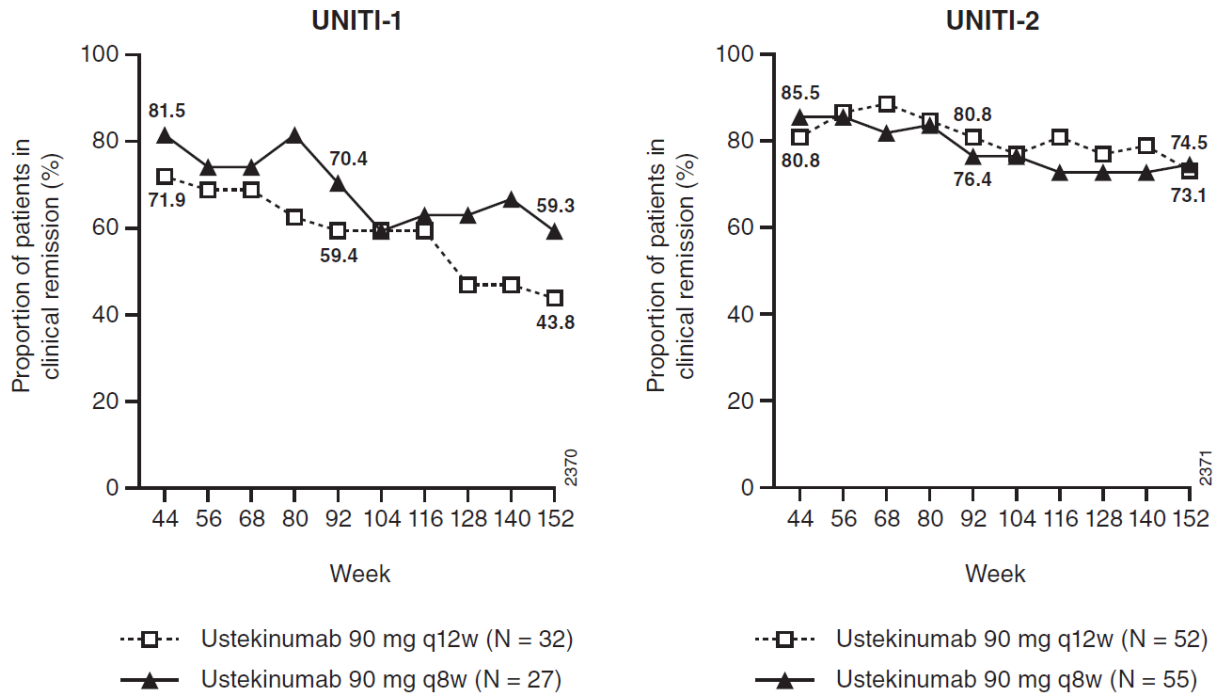 UNITI-1
Proportion of patients in
clinical remission (%)
100
80
60
40
20
0
81.5
71.9
70.4
59.4
59.3
43.8
2370
44 56 68 80 92 104 116 128 140 152
Week
Ustekinumab 90 mg q12w (N = 32)
Ustekinumab 90 mg q8w (N = 27)
UNITI-2
Proportion of patients in
clinical remission (%)
100
80
60
40
20
0
85.5
80.8
80.8
76.4
74.5
73.1
2371
44 56 68 80 92 104 116 128 140 152
Week
Ustekinumab 90 mg q12w (N = 52)
Ustekinumab 90 mg q8w (N = 55)